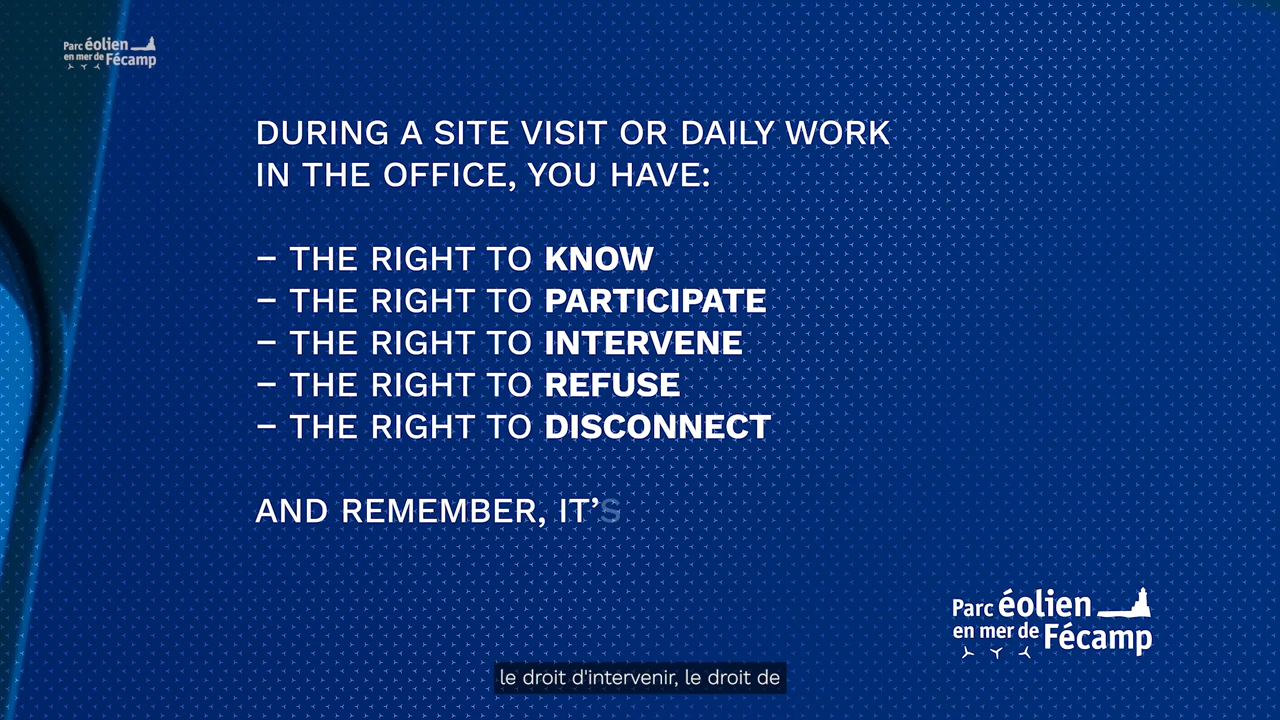 Parc éolien
en mer de Fécamp
DURING A SITE VISIT OR DAILY WORK
IN THE OFFICE, YOU HAVE:
– THE RIGHT TO KNOW
– THE RIGHT TO PARTICIPATE
– THE RIGHT TO INTERVENE
– THE RIGHT TO REFUSE
– THE RIGHT TO DISCONNECT
AND REMEMBER, IT’S
Parc éolien
en mer de Fécamp
le droit d'intervenir, le droit de